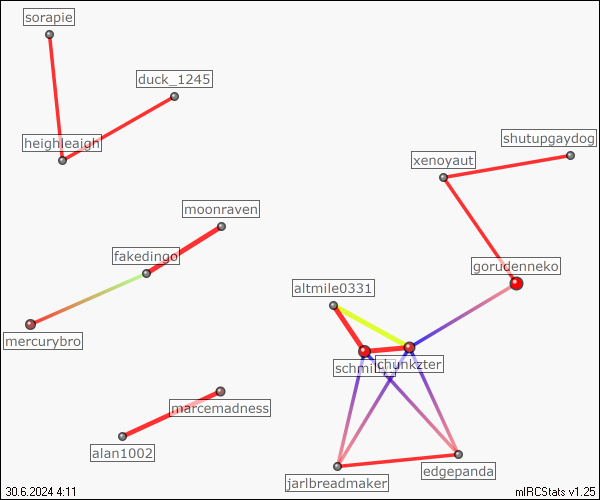 sorapie
duck_1245
heighleaigh
shutupgaydog
xenoyaut
moonraven
fakedingo
gorudenneko
altmile0331
mercurybro
chunkzter
marcemadness
alan1002
edgepanda
jarlbreadmaker
30.6.2024 4:11
mIRCStats v1.25